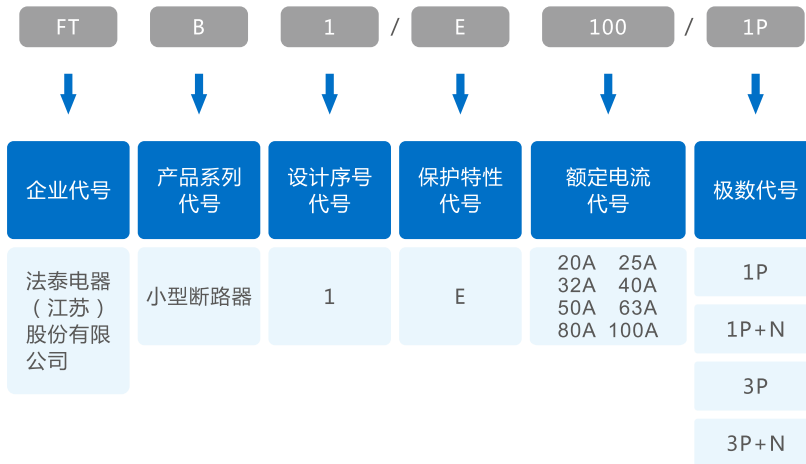 FT B 1 / E 100 / 1P
企业代号
产品系列
代号
设计序号
代号
保护特性
代号
额定电流
代号
极数代号
法泰电器
（江苏）
股份有限
公司
小型断路器
1
E
20A 25A
32A 40A
50A 63A
80A 100A
1P
1P+N
3P
3P+N